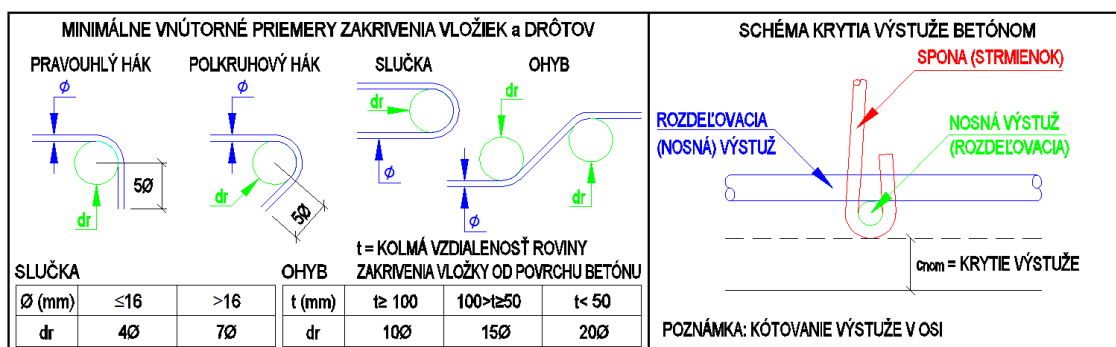 MINIMÁLNE VNÚTORNÉ PRIEMERY ZAKRIVENIA VLOŽIEK a DRÔTOV
PRAVOUHLÝ HÁK
ϕ
dr
5Ø
POLKRUHOVÝ HÁK
ϕ
dr
5Ø
SLUČKA
dr
ϕ
OHYB
dr
ϕ
dr
t = KOLMÁ VZDIALENOSŤ ROVINY
ZAKRIVENIA VLOŽKY OD POVRCHU BETÓNU
SLUČKA
Ø (mm) ≤16 >16
dr 4Ø 7Ø
OHYB
t (mm) t≥ 100 100>t≥50 t< 50
dr 10Ø 15Ø 20Ø
SCHÉMA KRYTIA VÝSTUŽE BETÓNOM
SPONA (STRMIENOK)
ROZDEĽOVACIA
(NOSNÁ) VÝSTUŽ
NOSNÁ VÝSTUŽ
(ROZDEĽOVACIA)
cnom = KRYTIE VÝSTUŽE
POZNÁMKA: KÓTOVANIE VÝSTUŽE V OSI